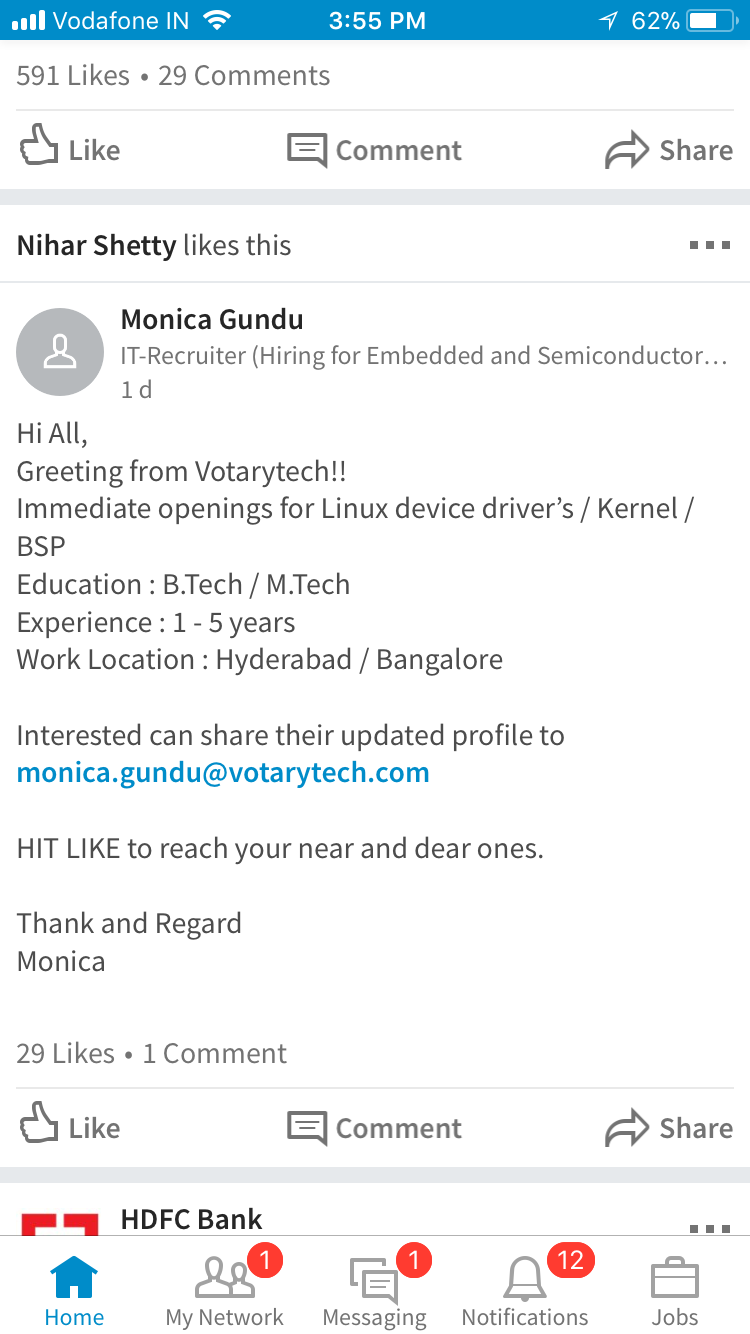 Vodafone IN 3:55 PM 62%
591 Likes • 29 Comments
Like Comment Share
Nihar Shetty likes this
Monica Gundu
IT-Recruiter (Hiring for Embedded and Semiconductor...
1 d
Hi All,
Greeting from Votarytech!!
Immediate openings for Linux device driver’s / Kernel /
BSP
Education : B.Tech / M.Tech
Experience : 1 - 5 years
Work Location : Hyderabad / Bangalore
Interested can share their updated profile to
monica.gundu@votarytech.com
HIT LIKE to reach your near and dear ones.
Thank and Regard
Monica
29 Likes • 1 Comment
Like Comment Share
HDFC Bank
1 1 12
Home My Network Messaging Notifications Jobs